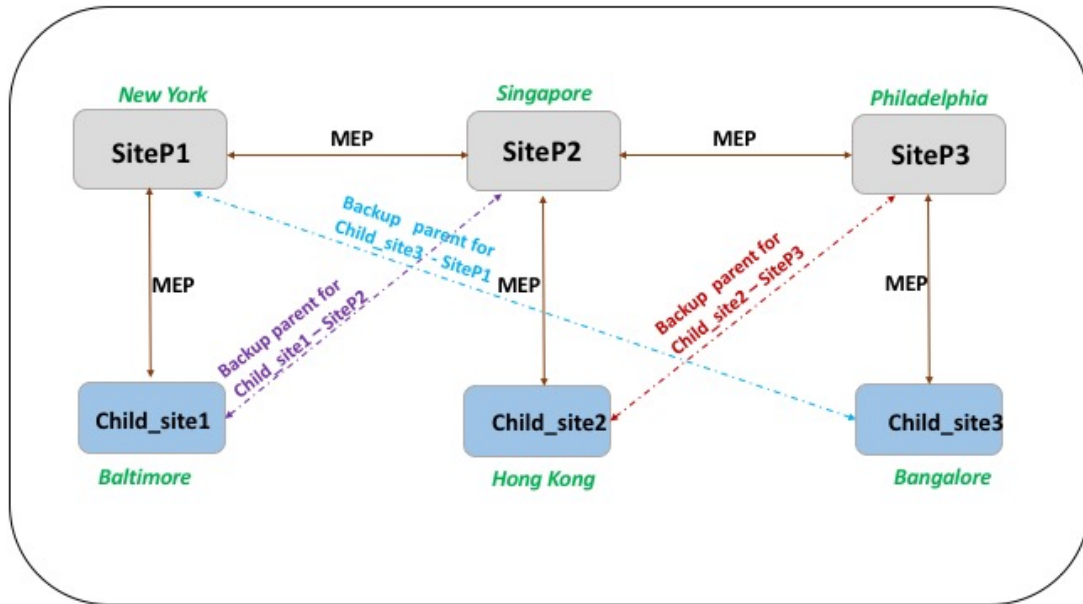 New York
Singapore
Philadelphia
SiteP1
MEP
SiteP2
MEP
SiteP3
Backup parent for
Child_site3 - SiteP1
Backup parent for
Child_site1 – SiteP2
Backup parent for
Child_site2 – SiteP3
MEP
MEP
MEP
Child_site1
Child_site2
Child_site3
Baltimore
Hong Kong
Bangalore